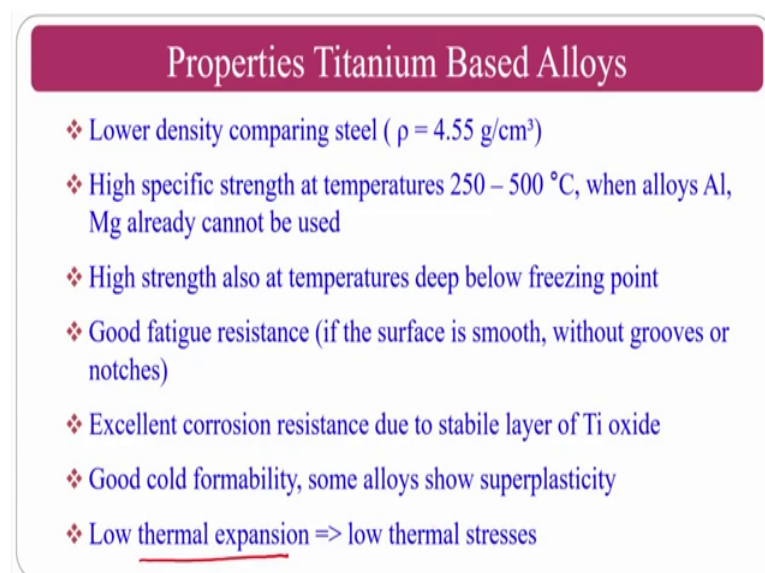 Properties Titanium Based Alloys
❖ Lower density comparing steel ( ρ = 4.55 g/cm³)
❖ High specific strength at temperatures 250 – 500 °C, when alloys Al,
Mg already cannot be used
❖ High strength also at temperatures deep below freezing point
❖ Good fatigue resistance (if the surface is smooth, without grooves or
notches)
❖ Excellent corrosion resistance due to stabile layer of Ti oxide
❖ Good cold formability, some alloys show superplasticity
❖ Low thermal expansion => low thermal stresses